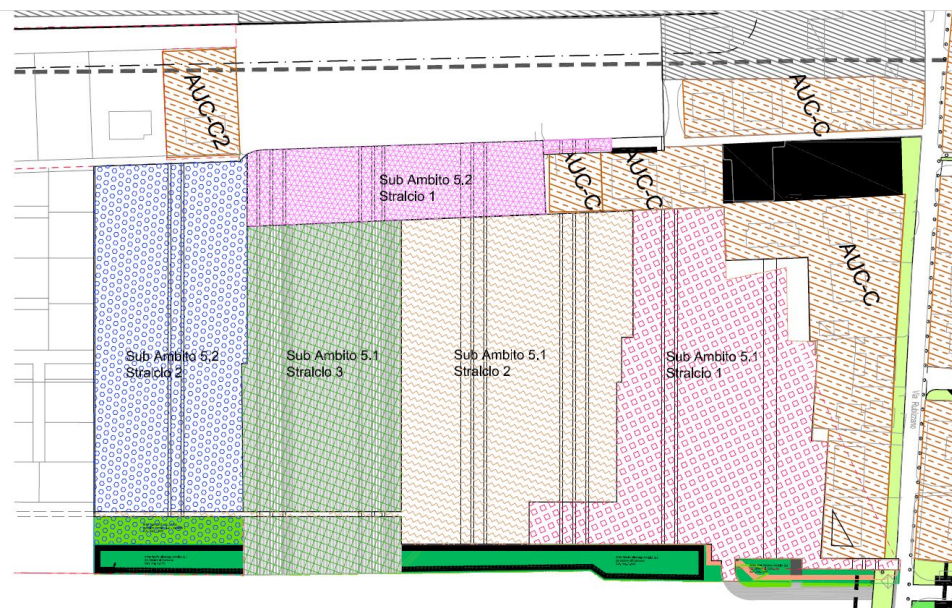 AUC-C2
AUC-C
Sub Ambito 5.2
Stralcio 1
AUC-C
AUC-C
AUC-C
Sub Ambito 5.2
Stralcio 2
Sub Ambito 5.1
Stralcio 3
Sub Ambito 5.1
Stralcio 2
Sub Ambito 5.1
Stralcio 1